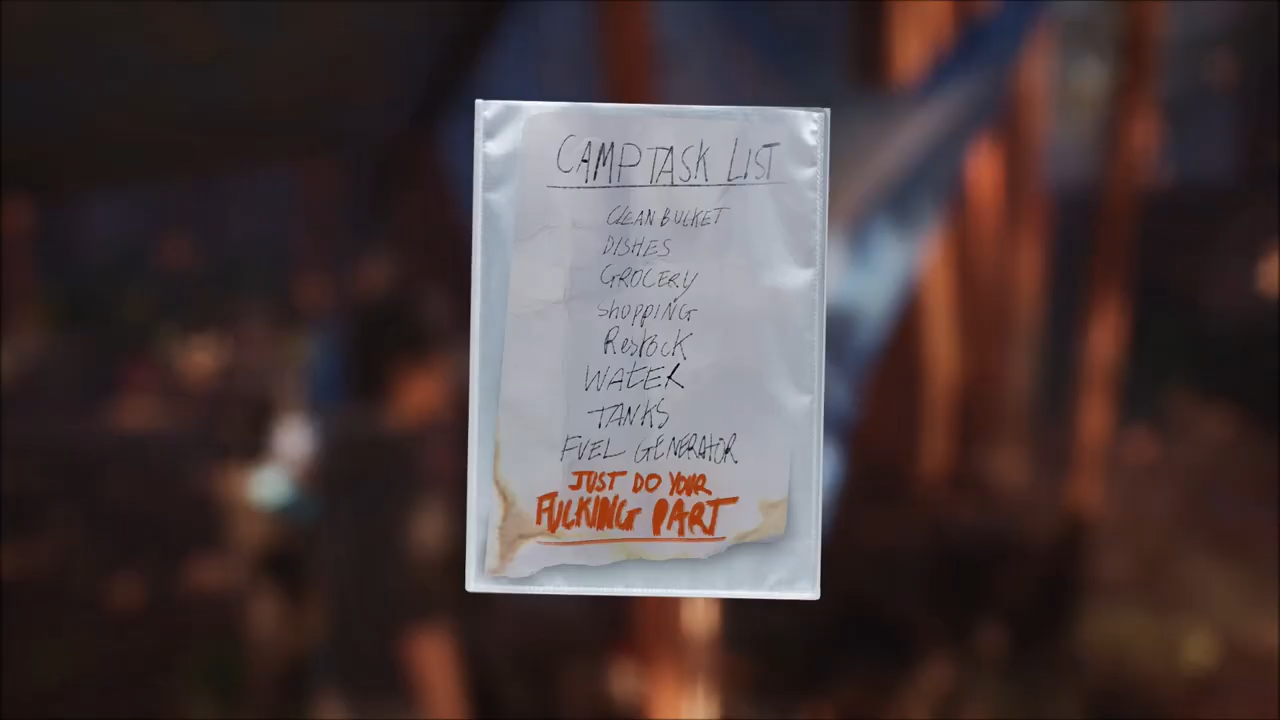 CAMP TASK LIST
CLEAN BUCKET
DISHES
GROCERY
ShOppING
RestOCK
WATER
TANKS
FUEL GENERATOR
JUST DO YOUR
FUCKING PART